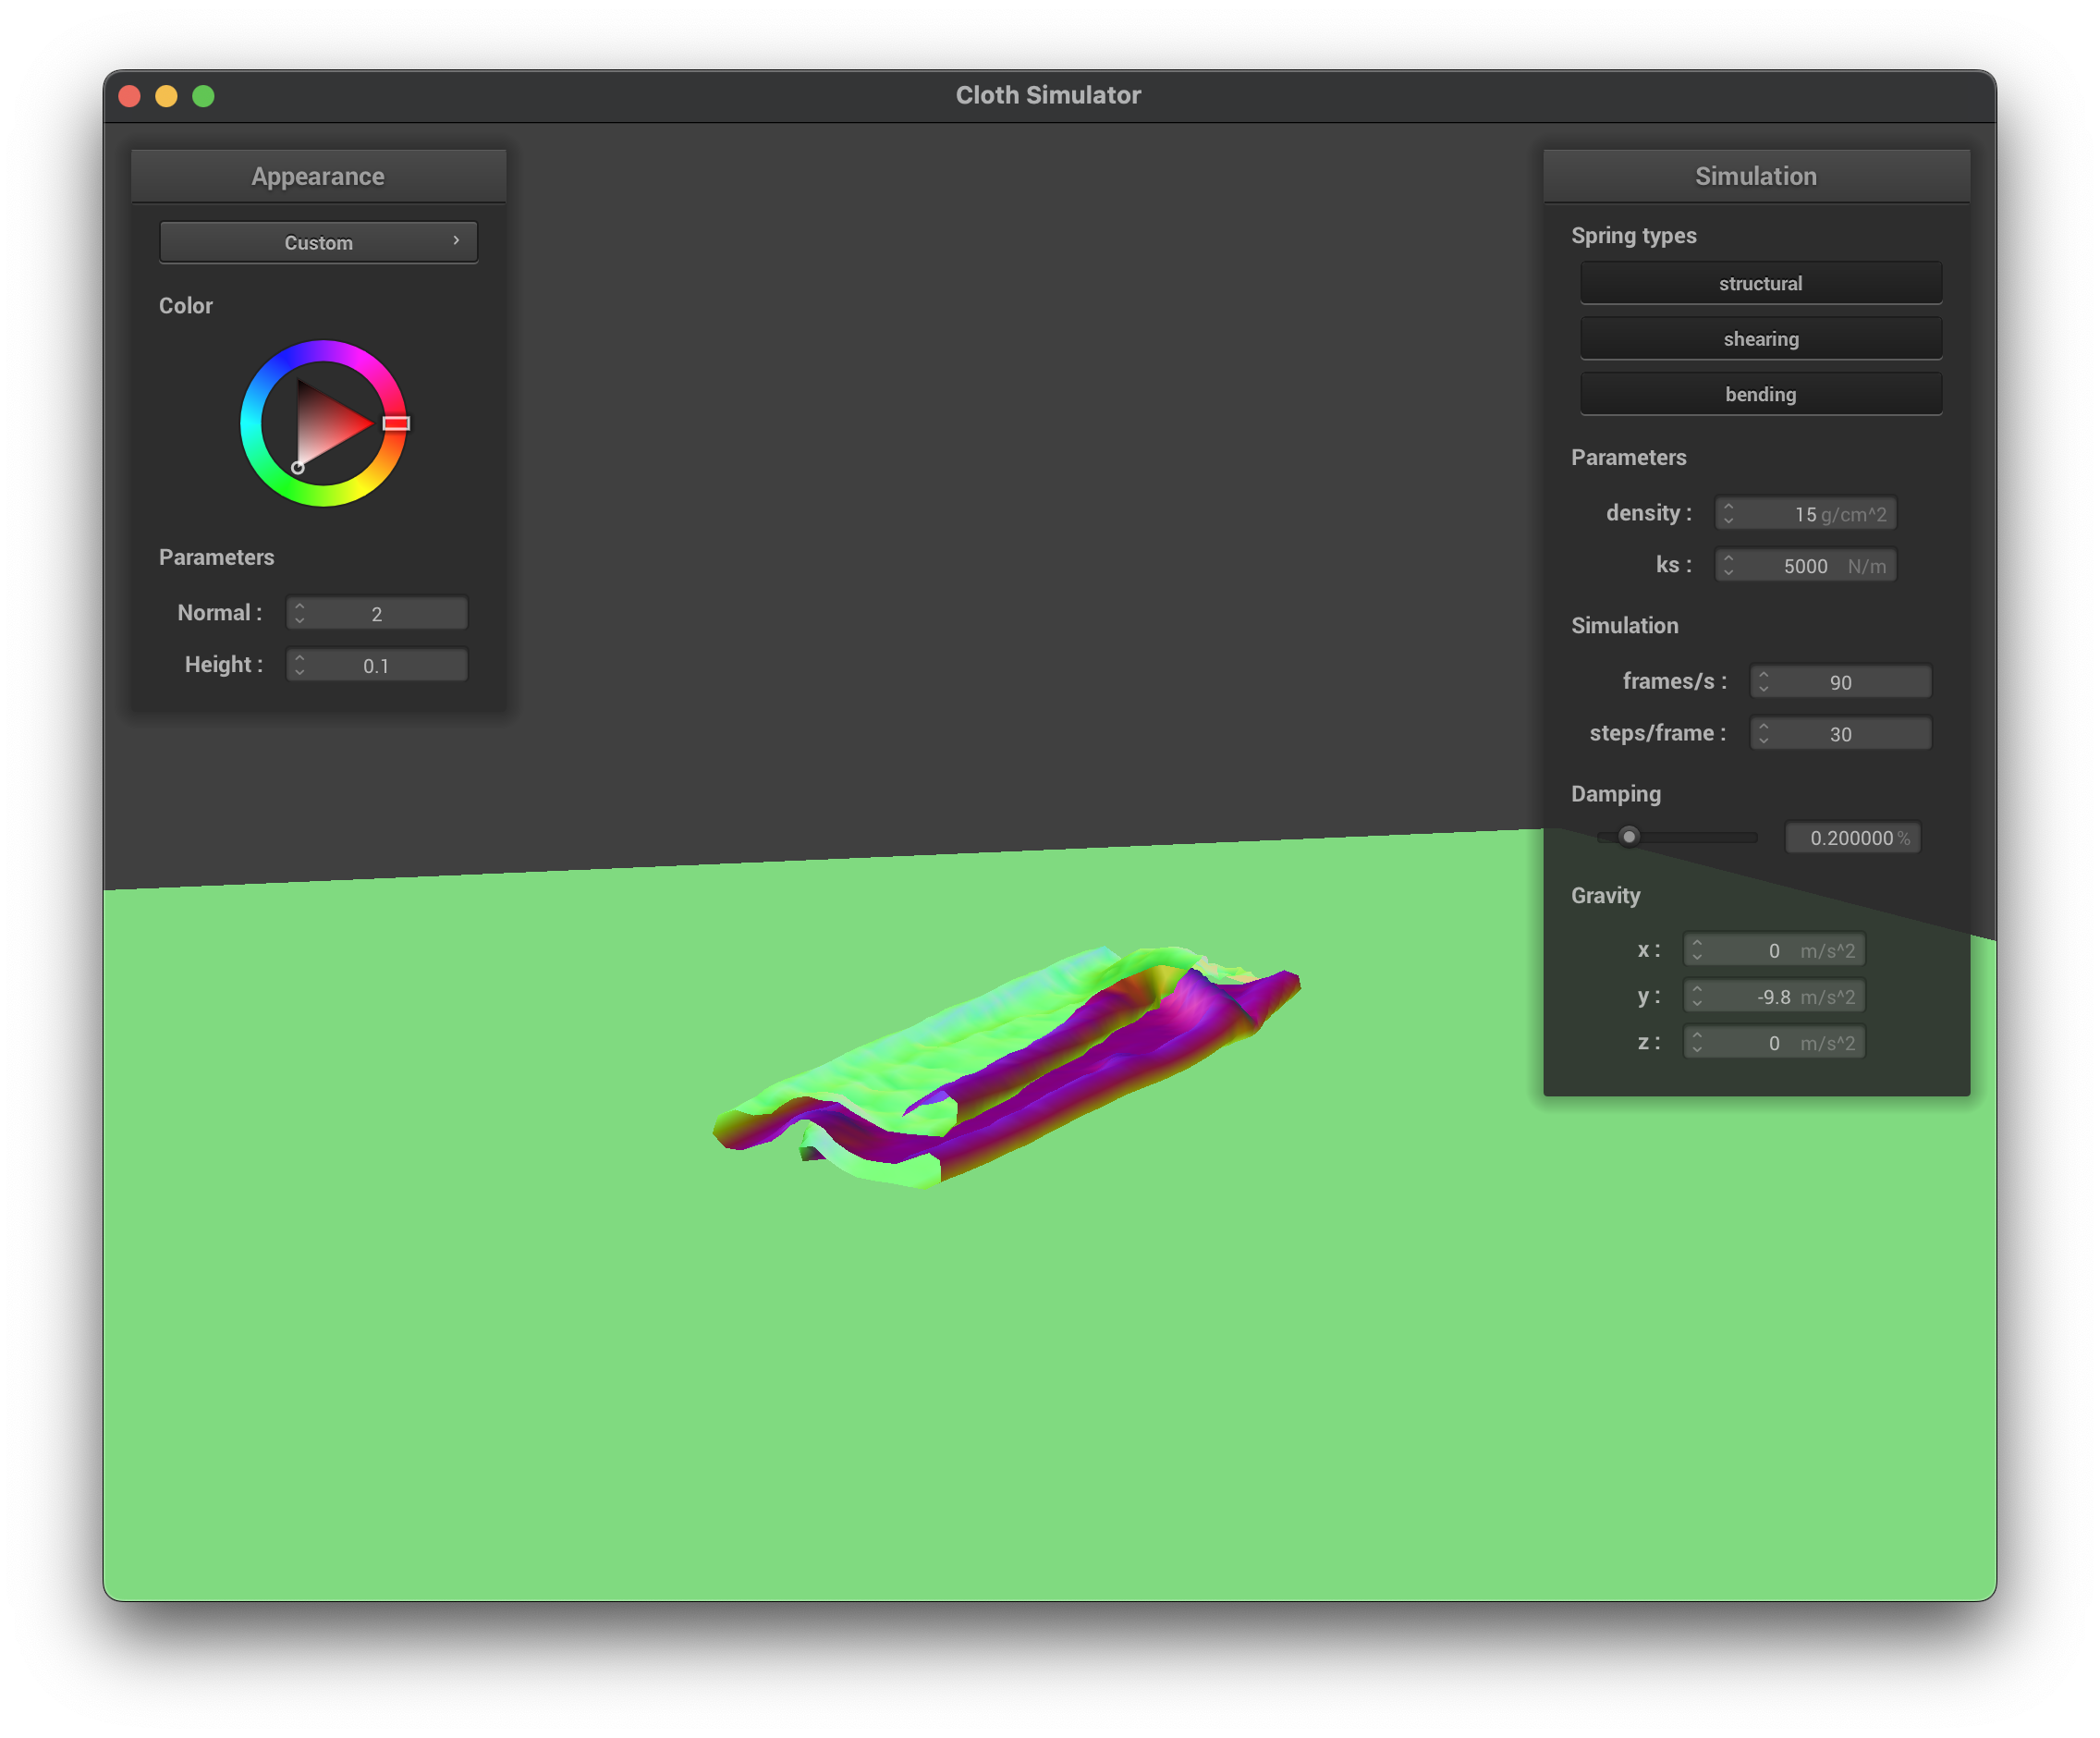 Cloth Simulator
Appearance
Custom
Color
Parameters
Normal : 2
Height : 0.1
Simulation
Spring types
structural
shearing
bending
Parameters
density : 15 g/cm^2
ks : 5000 N/m
Simulation
frames/s : 90
steps/frame : 30
Damping
0.200000 %
Gravity
x : 0 m/s^2
y : -9.8 m/s^2
z : 0 m/s^2